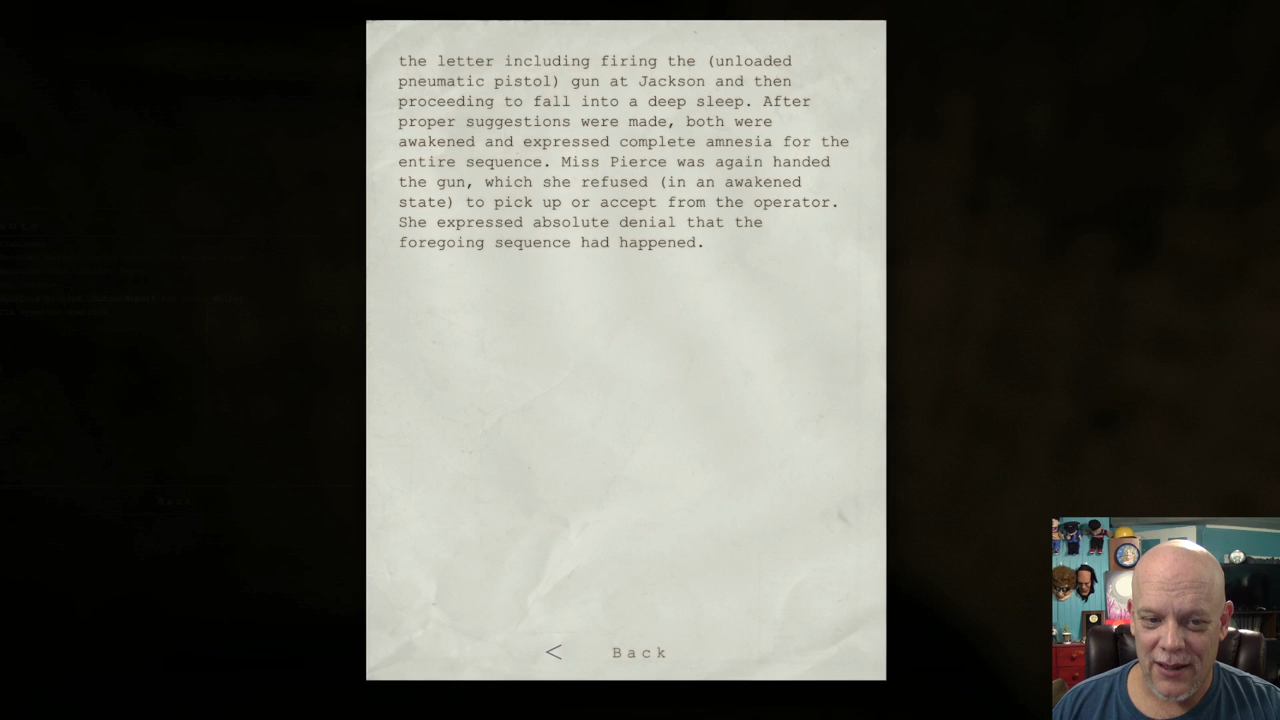 the letter including firing the (unloaded
pneumatic pistol) gun at Jackson and then
proceeding to fall into a deep sleep. After
proper suggestions were made, both were
awakened and expressed complete amnesia for the
entire sequence. Miss Pierce was again handed
the gun, which she refused (in an awakened
state) to pick up or accept from the operator.
She expressed absolute denial that the
foregoing sequence had happened.
< Back